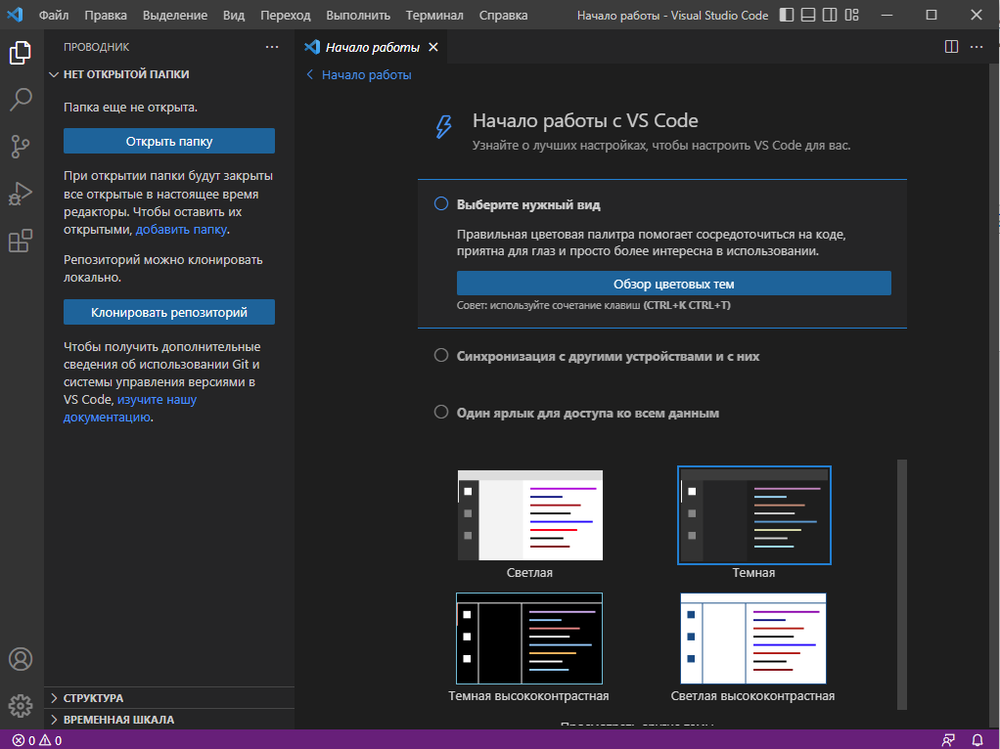 Файл Правка Выделение Вид Переход Выполнить Терминал Справка Начало работы - Visual Studio Code
ПРОВОДНИК
НЕТ ОТКРЫТОЙ ПАПКИ
Папка еще не открыта.
Открыть папку
При открытии папки будут закрыты
все открытые в настоящее время
редакторы. Чтобы оставить их
открытыми, добавить папку.
Репозиторий можно клонировать
локально.
Клонировать репозиторий
Чтобы получить дополнительные
сведения об использовании Git и
системы управления версиями в
VS Code, изучите нашу
документацию.
СТРУКТУРА
ВРЕМЕННАЯ ШКАЛА
Начало работы
Начало работы
Начало работы с VS Code
Узнайте о лучших настройках, чтобы настроить VS Code для вас.
Выберите нужный вид
Правильная цветовая палитра помогает сосредоточиться на коде,
приятна для глаз и просто более интересна в использовании.
Обзор цветовых тем
Совет: используйте сочетание клавиш (CTRL+K CTRL+T)
Синхронизация с другими устройствами и с них
Один ярлык для доступа ко всем данным
Светлая
Темная
Темная высококонтрастная
Светлая высококонтрастная
Просмотреть другие темы
0 0